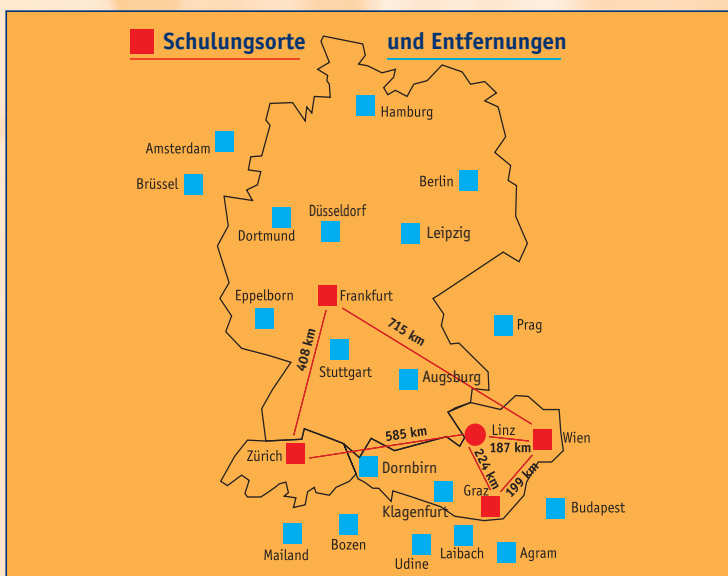 Schulungsorte und Entfernungen
Hamburg
Amsterdam
Brüssel
Berlin
Düsseldorf
Dortmund
Leipzig
Eppelborn
Frankfurt
715 km
Prag
408 km
Stuttgart
Augsburg
585 km
Linz
Wien
187 km
Zürich
Dornbirn
224 km
199 km
Graz
Klagenfurt
Budapest
Mailand
Bozen
Udine
Laibach
Agram